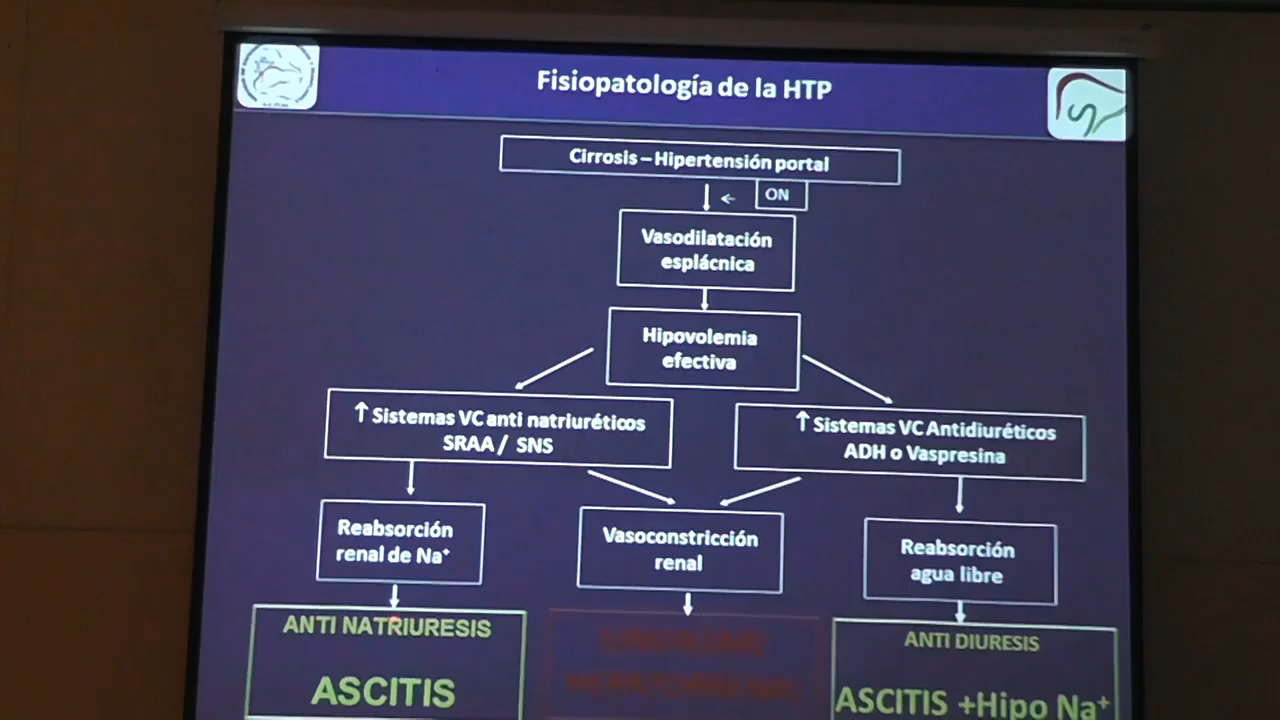 Fisiopatología de la HTP
Cirrosis – Hipertensión portal
ON
Vasodilatación
esplácnica
Hipovolemia
efectiva
↑ Sistemas VC anti natriuréticos
SRAA / SNS
↑ Sistemas VC Antidiuréticos
ADH o Vaspresina
Reabsorción
renal de Na⁺
Vasoconstricción
renal
Reabsorción
agua libre
ANTI NATRIURESIS
ASCITIS
ANTI DIURESIS
ASCITIS +Hipo Na⁺